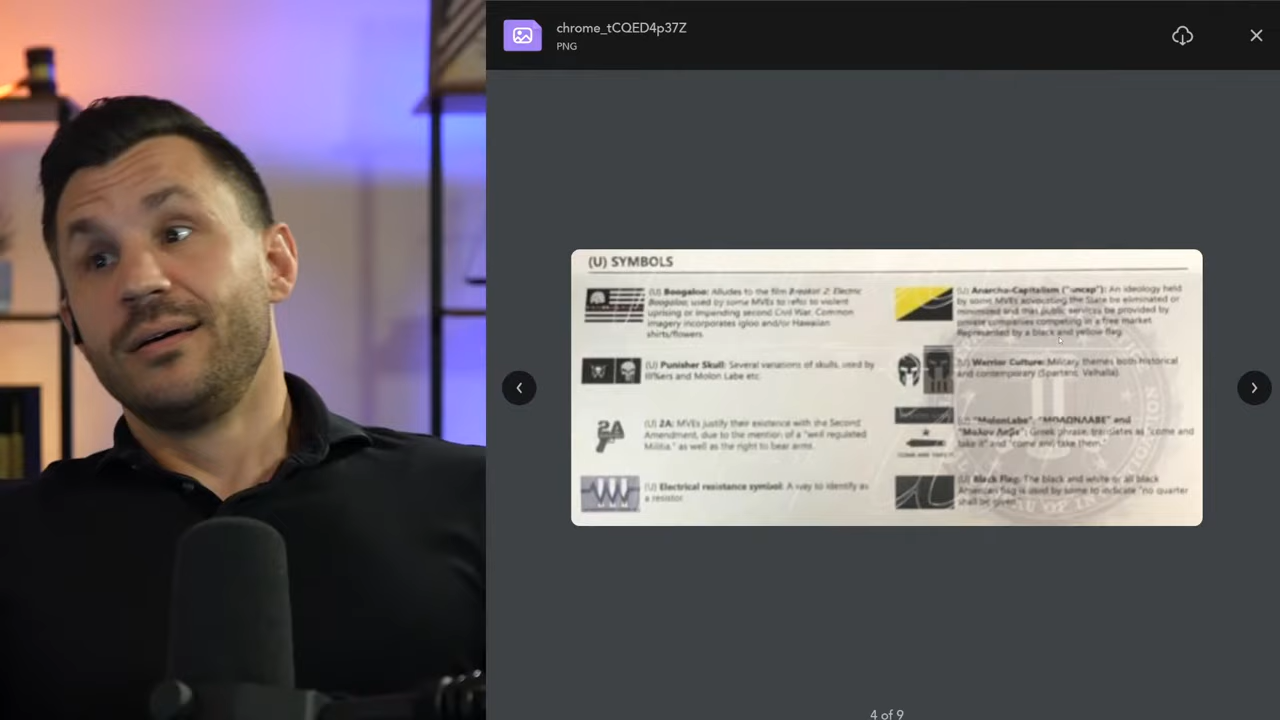 chrome_tCQED4p37Z
PNG
(U) SYMBOLS
(U) Boogaloo: Alludes to the film Breakin 2: Electric
Boogaloo; used by some MVEs to refer to violent
uprising or impending second Civil War. Common
imagery incorporates igloo and/or Hawaiian
shirts/flowers.
(U) Punisher Skull: Several variations of skulls, used by
III%ers and Molon Labe etc.
2A
(U) 2A: MVEs justify their existence with the Second
Amendment, due to the mention of a "well regulated
Militia," as well as the right to bear arms.
(U) Electrical resistance symbol: A way to identify as
a resistor
(U) Anarcho-Capitalism ("ancap"): An ideology held
by some MVEs advocating the State be eliminated or
minimized and that public services be provided by
private companies competing in a free market
Represented by a black and yellow flag.
(U) Warrior Culture: Military themes both historical
and contemporary (Spartans, Valhalla).
COME AND TAKE IT
(U) "MolonLabe", "ΜΟΛΩΝΛΑΒΕ" and
"Μολον Λαβε": Greek phrase, translates as "come and
take it" and "come and take them."
(U) Black Flag: The black and white or all black
American flag is used by some to indicate "no quarter
shall be given."
4 of 9